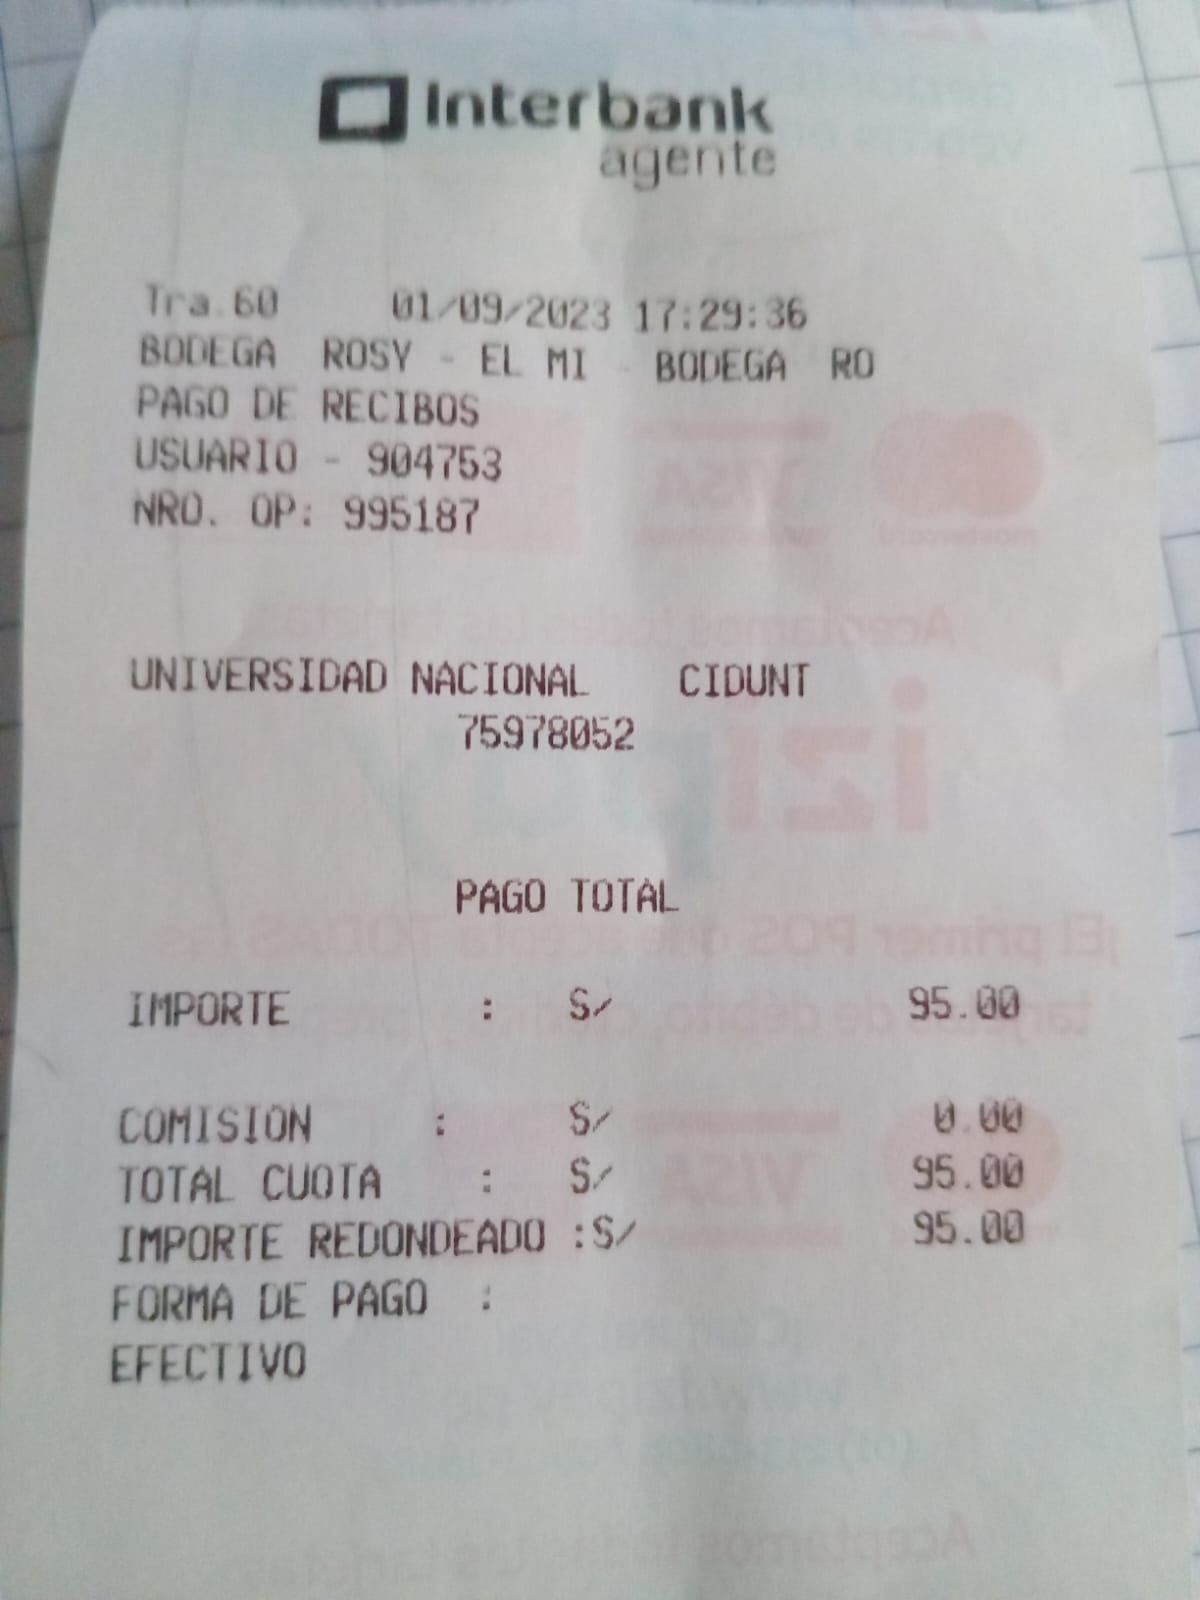 Interbank
agente
Tra.60 01/09/2023 17:29:36
BODEGA ROSY - EL MI - BODEGA RO
PAGO DE RECIBOS
USUARIO - 904753
NRO. OP: 995187
UNIVERSIDAD NACIONAL CIDUNT
75978052
PAGO TOTAL
IMPORTE : S/ 95.00
COMISION : S/ 0.00
TOTAL CUOTA : S/ 95.00
IMPORTE REDONDEADO :S/ 95.00
FORMA DE PAGO :
EFECTIVO